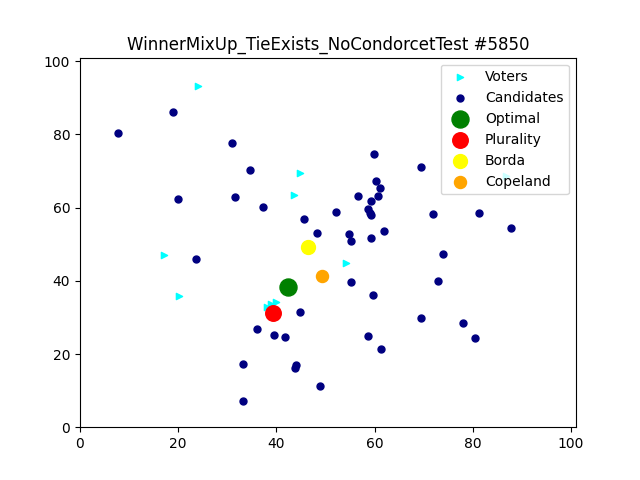 WinnerMixUp_TieExists_NoCondorcetTest #5850
Voters
Candidates
Optimal
Plurality
Borda
Copeland
100
80
60
40
20
0
0 20 40 60 80 100